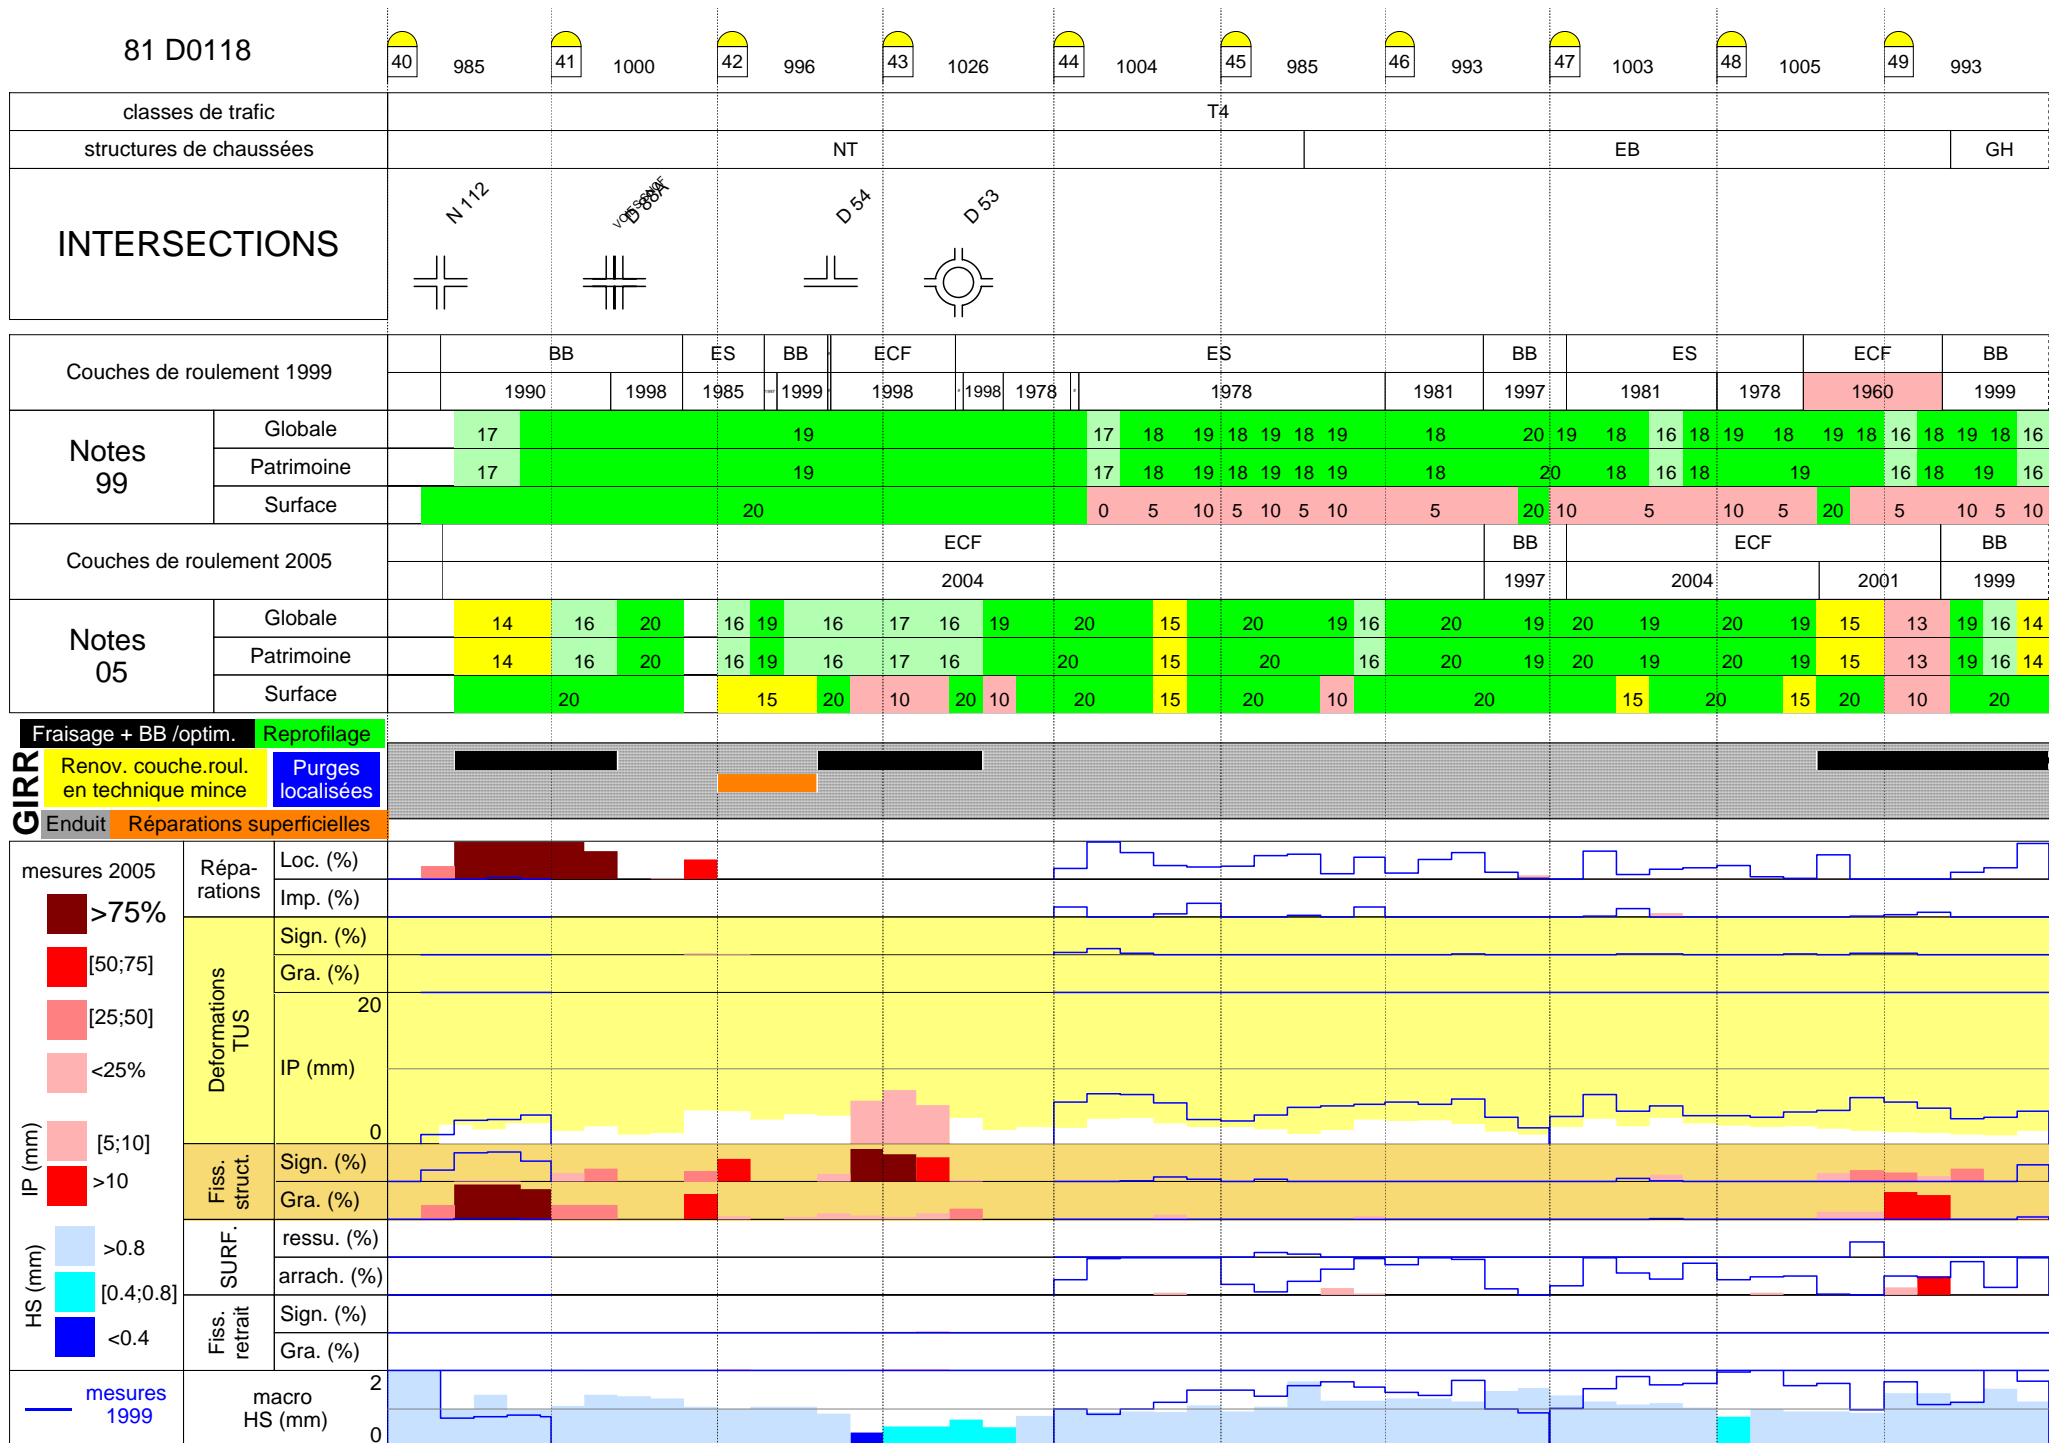 81 D0118
40 985 41 1000 42 996 43 1026 44 1004 45 985 46 993 47 1003 48 1005 49 993
classes de trafic T4
structures de chaussées NT EB GH
INTERSECTIONS N 112 D 88A D 54 D 53
Couches de roulement 1999
BB ES BB ECF ES BB ES ECF BB
1990 1998 1985 1999 1998 1998 1978 1978 1981 1997 1981 1978 1960 1999
Notes
99
Globale 17 19 17 18 19 18 19 18 19 18 20 19 18 16 18 19 18 19 18 16 18 19 18 16
Patrimoine 17 19 17 18 19 18 19 18 19 18 20 18 16 18 19 16 18 19 16
Surface 20 0 5 10 5 10 5 10 5 20 10 5 10 5 20 5 10 5 10
Couches de roulement 2005
ECF BB ECF BB
2004 1997 2004 2001 1999
Notes
05
Globale 14 16 20 16 19 16 17 16 19 20 15 20 19 16 20 19 20 19 20 19 15 13 19 16 14
Patrimoine 14 16 20 16 19 16 17 16 20 15 20 16 20 19 20 19 20 19 15 13 19 16 14
Surface 20 15 20 10 20 10 20 15 20 10 20 15 20 15 20 10 20
GIRR
Fraisage + BB /optim. Reprofilage
Renov. couche.roul.
en technique mince
Purges
localisées
Enduit Réparations superficielles
mesures 2005
>75%
[50;75]
[25;50]
<25%
IP (mm)
[5;10]
>10
HS (mm)
>0.8
[0.4;0.8]
<0.4
mesures
1999
Répa-
rations
Loc. (%)
Imp. (%)
Deformations
TUS
Sign. (%)
Gra. (%)
20
IP (mm)
0
Fiss.
struct.
Sign. (%)
Gra. (%)
SURF.
ressu. (%)
arrach. (%)
Fiss.
retrait
Sign. (%)
Gra. (%)
macro
HS (mm)
2
0